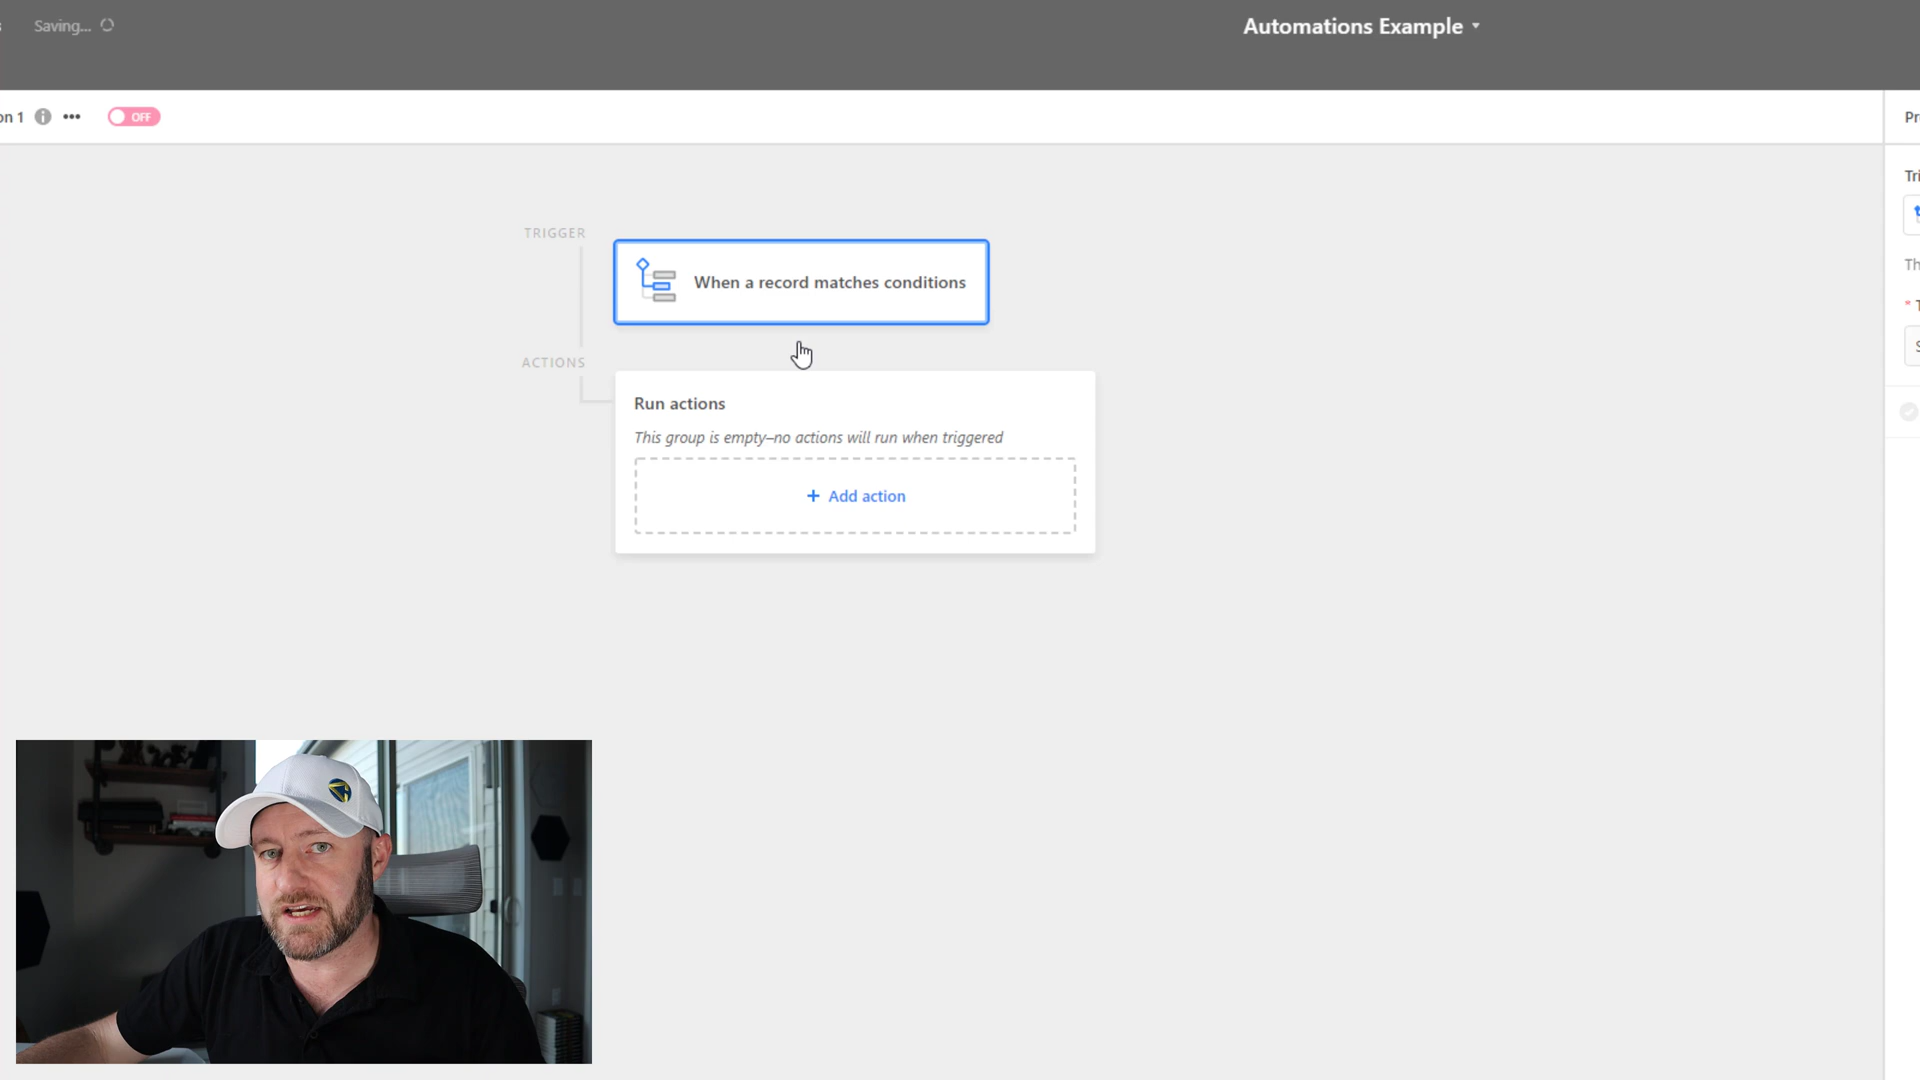 Saving...
Automations Example
on 1
OFF
Pr
TRIGGER
Tri
When a record matches conditions
Th
* T
S
ACTIONS
Run actions
This group is empty–no actions will run when triggered
+ Add action